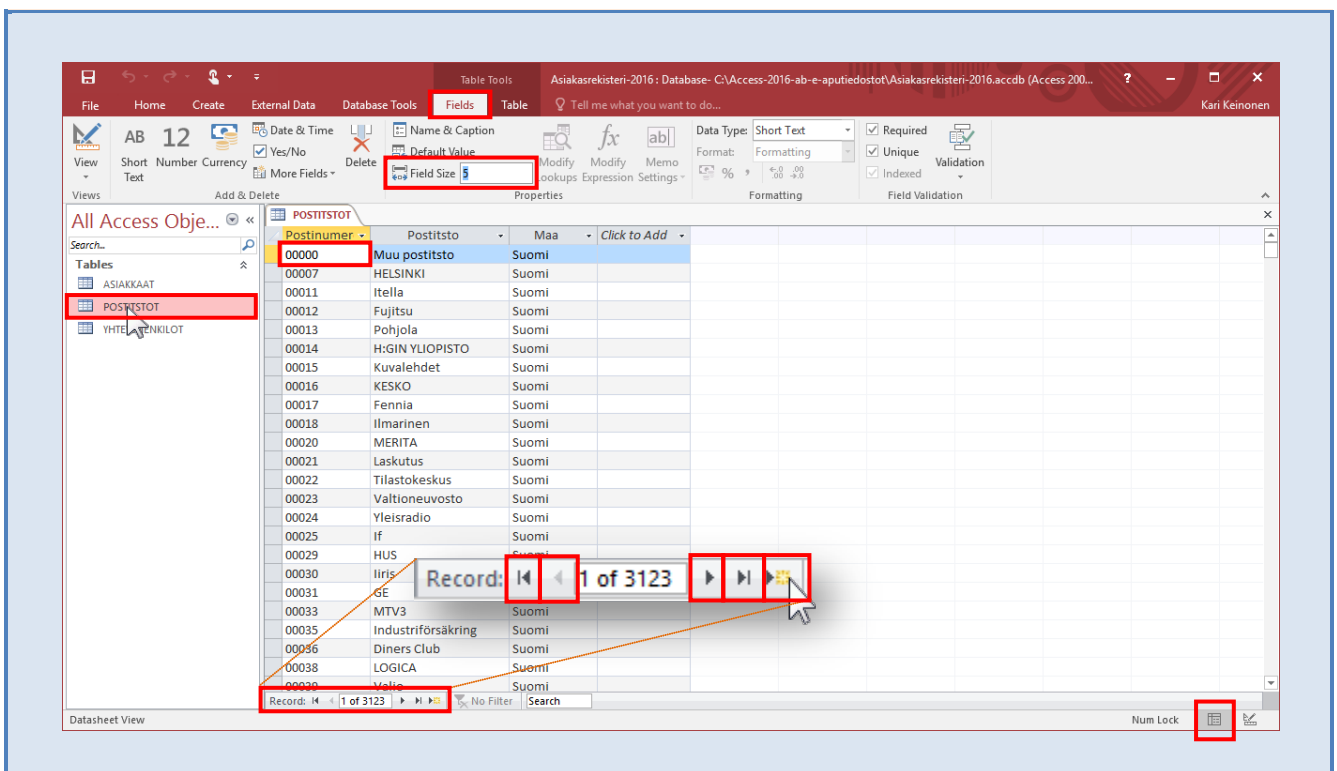 Table Tools
Asiakasrekisteri-2016 : Database- C:\Access-2016-ab-e-aputiedostot\Asiakasrekisteri-2016.accdb (Access 200...
?
File Home Create External Data Database Tools Fields Table Tell me what you want to do... Kari Keinonen
View
Views
AB Short Text
12 Number
Currency
Date & Time
Yes/No
More Fields
Delete
Add & Delete
Name & Caption
Default Value
Field Size 5
Modify Lookups
fx Modify Expression
ab Memo Settings
Properties
Data Type: Short Text
Format: Formatting
% , .00 .00
Formatting
Required
Unique
Indexed
Validation
Field Validation
All Access Obje... «
Search..
Tables
ASIAKKAAT
POSTITSTOT
POSTITSTOT
Postinumer Postitsto Maa Click to Add
00000 Muu postitsto Suomi
00007 HELSINKI Suomi
00011 Itella Suomi
00012 Fujitsu Suomi
00013 Pohjola Suomi
00014 H:GIN YLIOPISTO Suomi
00015 Kuvalehdet Suomi
00016 KESKO Suomi
00017 Fennia Suomi
00018 Ilmarinen Suomi
00020 MERITA Suomi
00021 Laskutus Suomi
00022 Tilastokeskus Suomi
00023 Valtioneuvosto Suomi
00024 Yleisradio Suomi
00025 If Suomi
00029 HUS Suomi
00030 Iiris
00031 GE
00033 MTV3 Suomi
00035 Industriförsäkring Suomi
00036 Diners Club Suomi
00038 LOGICA Suomi
00039 Valio Suomi
Record: 1 of 3123
Record: 1 of 3123 No Filter Search
Datasheet View
Num Lock